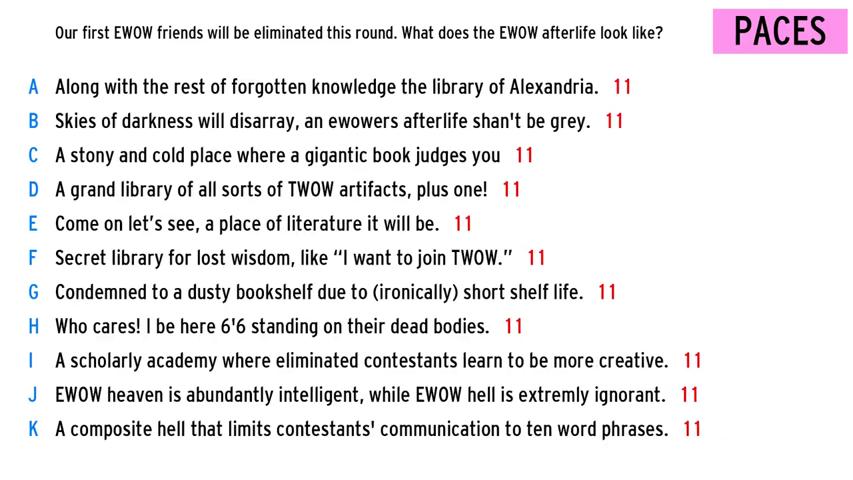 Our first EWOW friends will be eliminated this round. What does the EWOW afterlife look like?
PACES
A Along with the rest of forgotten knowledge the library of Alexandria. 11
B Skies of darkness will disarray, an ewowers afterlife shan't be grey. 11
C A stony and cold place where a gigantic book judges you 11
D A grand library of all sorts of TWOW artifacts, plus one! 11
E Come on let’s see, a place of literature it will be. 11
F Secret library for lost wisdom, like “I want to join TWOW.” 11
G Condemned to a dusty bookshelf due to (ironically) short shelf life. 11
H Who cares! I be here 6'6 standing on their dead bodies. 11
I A scholarly academy where eliminated contestants learn to be more creative. 11
J EWOW heaven is abundantly intelligent, while EWOW hell is extremly ignorant. 11
K A composite hell that limits contestants' communication to ten word phrases. 11